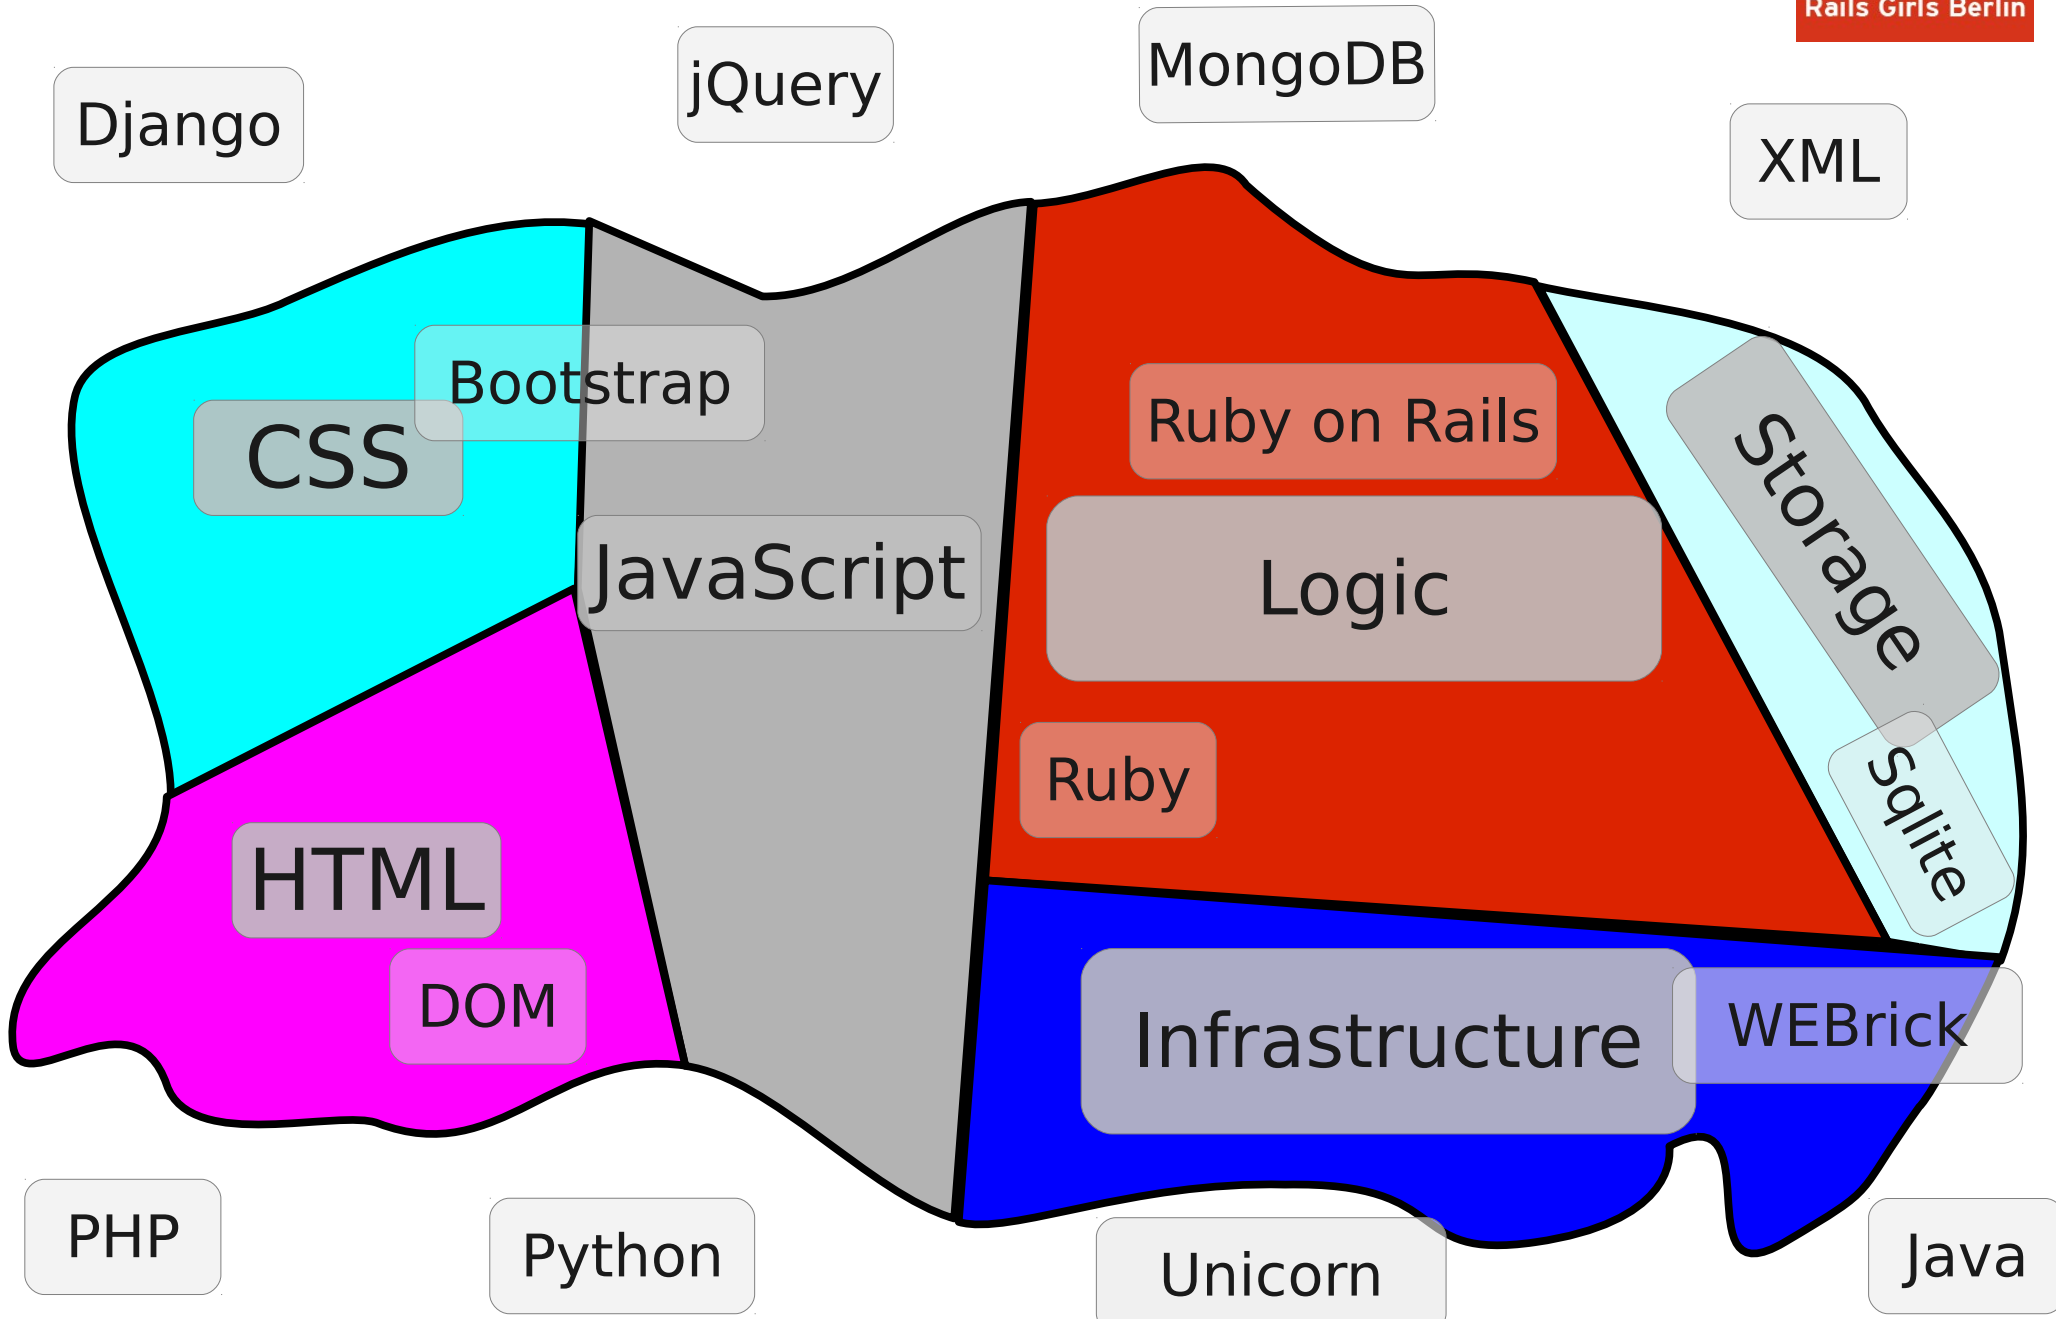 Rails Girls Berlin
Django
jQuery
MongoDB
XML
Bootstrap
CSS
JavaScript
Ruby on Rails
Logic
Storage
Ruby
Sqlite
HTML
DOM
Infrastructure
WEBrick
PHP
Python
Unicorn
Java